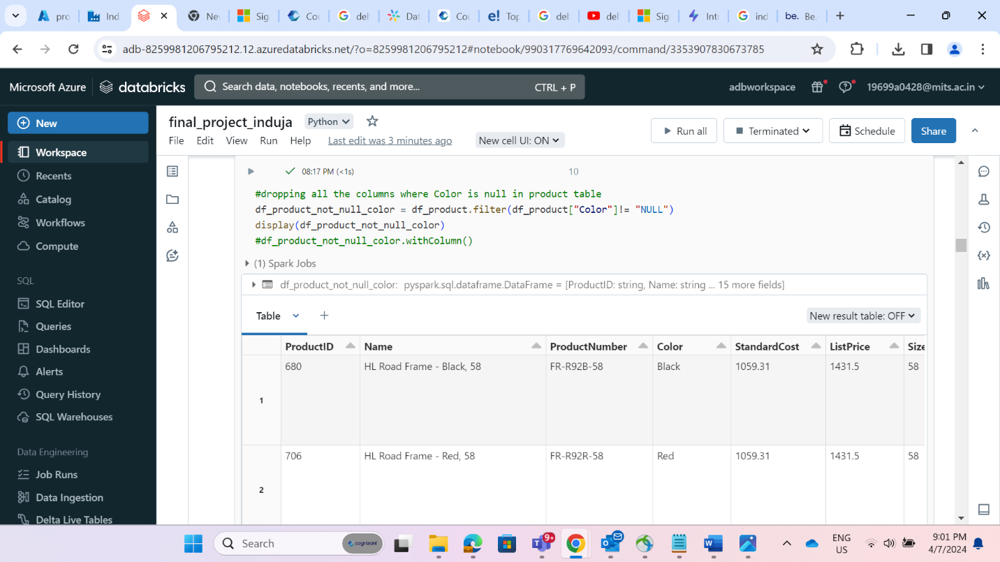 pro
Ind
Nev
Sig
Cou
del
Dat
Cou
Top
del
del
Sig
Intr
ind
be. Be.
adb-8259981206795212.12.azuredatabricks.net/?o=8259981206795212#notebook/990317769642093/command/3353907830673785
Microsoft Azure databricks
Search data, notebooks, recents, and more... CTRL + P
adbworkspace
19699a0428@mits.ac.in
New
Workspace
Recents
Catalog
Workflows
Compute
SQL
SQL Editor
Queries
Dashboards
Alerts
Query History
SQL Warehouses
Data Engineering
Job Runs
Data Ingestion
Delta Live Tables
final_project_induja Python
File Edit View Run Help Last edit was 3 minutes ago New cell UI: ON
Run all Terminated Schedule Share
08:17 PM (<1s) 10
#dropping all the columns where Color is null in product table
df_product_not_null_color = df_product.filter(df_product["Color"]!= "NULL")
display(df_product_not_null_color)
#df_product_not_null_color.withColumn()
(1) Spark Jobs
df_product_not_null_color: pyspark.sql.dataframe.DataFrame = [ProductID: string, Name: string ... 15 more fields]
Table + New result table: OFF
ProductID Name ProductNumber Color StandardCost ListPrice Size
680 HL Road Frame - Black, 58 FR-R92B-58 Black 1059.31 1431.5 58
1
706 HL Road Frame - Red, 58 FR-R92R-58 Red 1059.31 1431.5 58
2
Search cognizant
9+
ENG
US
9:01 PM
4/7/2024